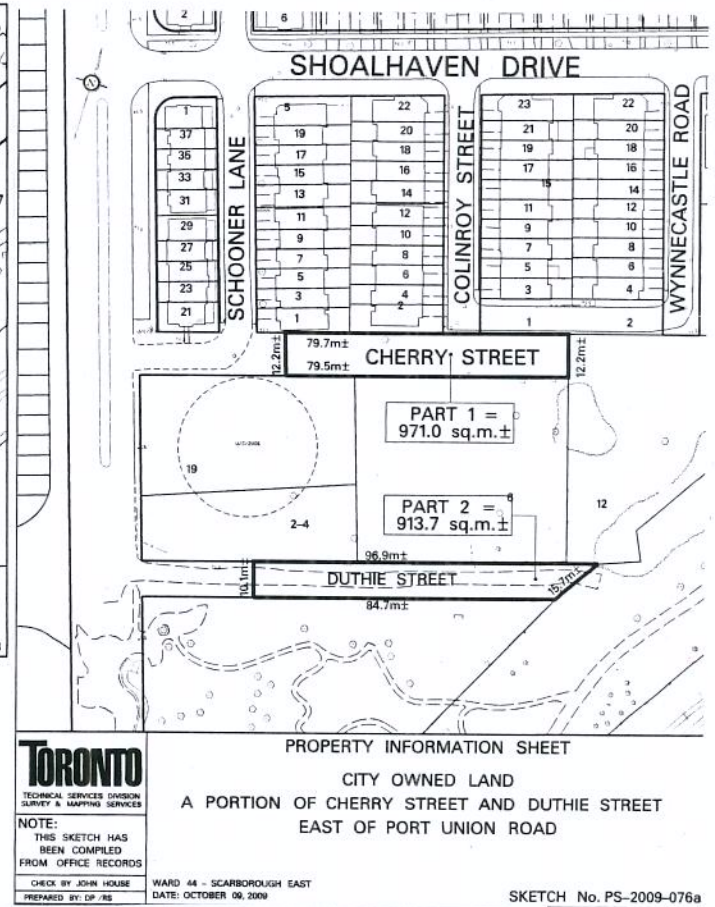 2
6
SHOALHAVEN DRIVE
N
1
37
35
33
31
29
27
25
23
21
SCHOONER LANE
5
19
17
15
13
11
9
7
5
3
1
22
20
18
16
14
12
10
8
6
4
2
COLINROY STREET
23
21
19
17
15
11
9
7
5
3
1
22
20
18
16
14
12
10
8
6
4
2
WYNNECASTLE ROAD
12.2m±
79.7m±
79.5m±
CHERRY STREET
12.2m±
PART 1 =
971.0 sq.m.±
19
2-4
PART 2 =
913.7 sq.m.±
6
12
96.9m±
10.1m±
DUTHIE STREET
15.7m±
84.7m±
TORONTO
TECHNICAL SERVICES DIVISION
SURVEY & MAPPING SERVICES
NOTE:
THIS SKETCH HAS
BEEN COMPILED
FROM OFFICE RECORDS
CHECK BY JOHN HOUSE
PREPARED BY: DP /RS
PROPERTY INFORMATION SHEET
CITY OWNED LAND
A PORTION OF CHERRY STREET AND DUTHIE STREET
EAST OF PORT UNION ROAD
WARD 44 - SCARBOROUGH EAST
DATE: OCTOBER 09, 2009
SKETCH No. PS-2009-076a